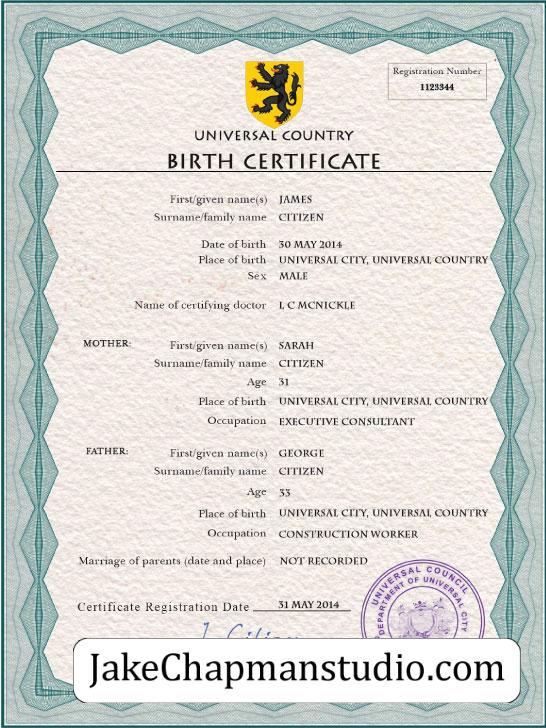 Registration Number
1123344
UNIVERSAL COUNTRY
BIRTH CERTIFICATE
First/given name(s) JAMES
Surname/family name CITIZEN
Date of birth 30 MAY 2014
Place of birth UNIVERSAL CITY, UNIVERSAL COUNTRY
Sex MALE
Name of certifying doctor I, C MCNICKLE
MOTHER: First/given name(s) SARAH
Surname/family name CITIZEN
Age 31
Place of birth UNIVERSAL CITY, UNIVERSAL COUNTRY
Occupation EXECUTIVE CONSULTANT
FATHER: First/given name(s) GEORGE
Surname/family name CITIZEN
Age 33
Place of birth UNIVERSAL CITY, UNIVERSAL COUNTRY
Occupation CONSTRUCTION WORKER
Marriage of parents (date and place) NOT RECORDED
UNIVERSAL COUNCIL
DEPARTMENT OF UNIVERSAL CITY
Certificate Registration Date 31 MAY 2014
JakeChapmanstudio.com